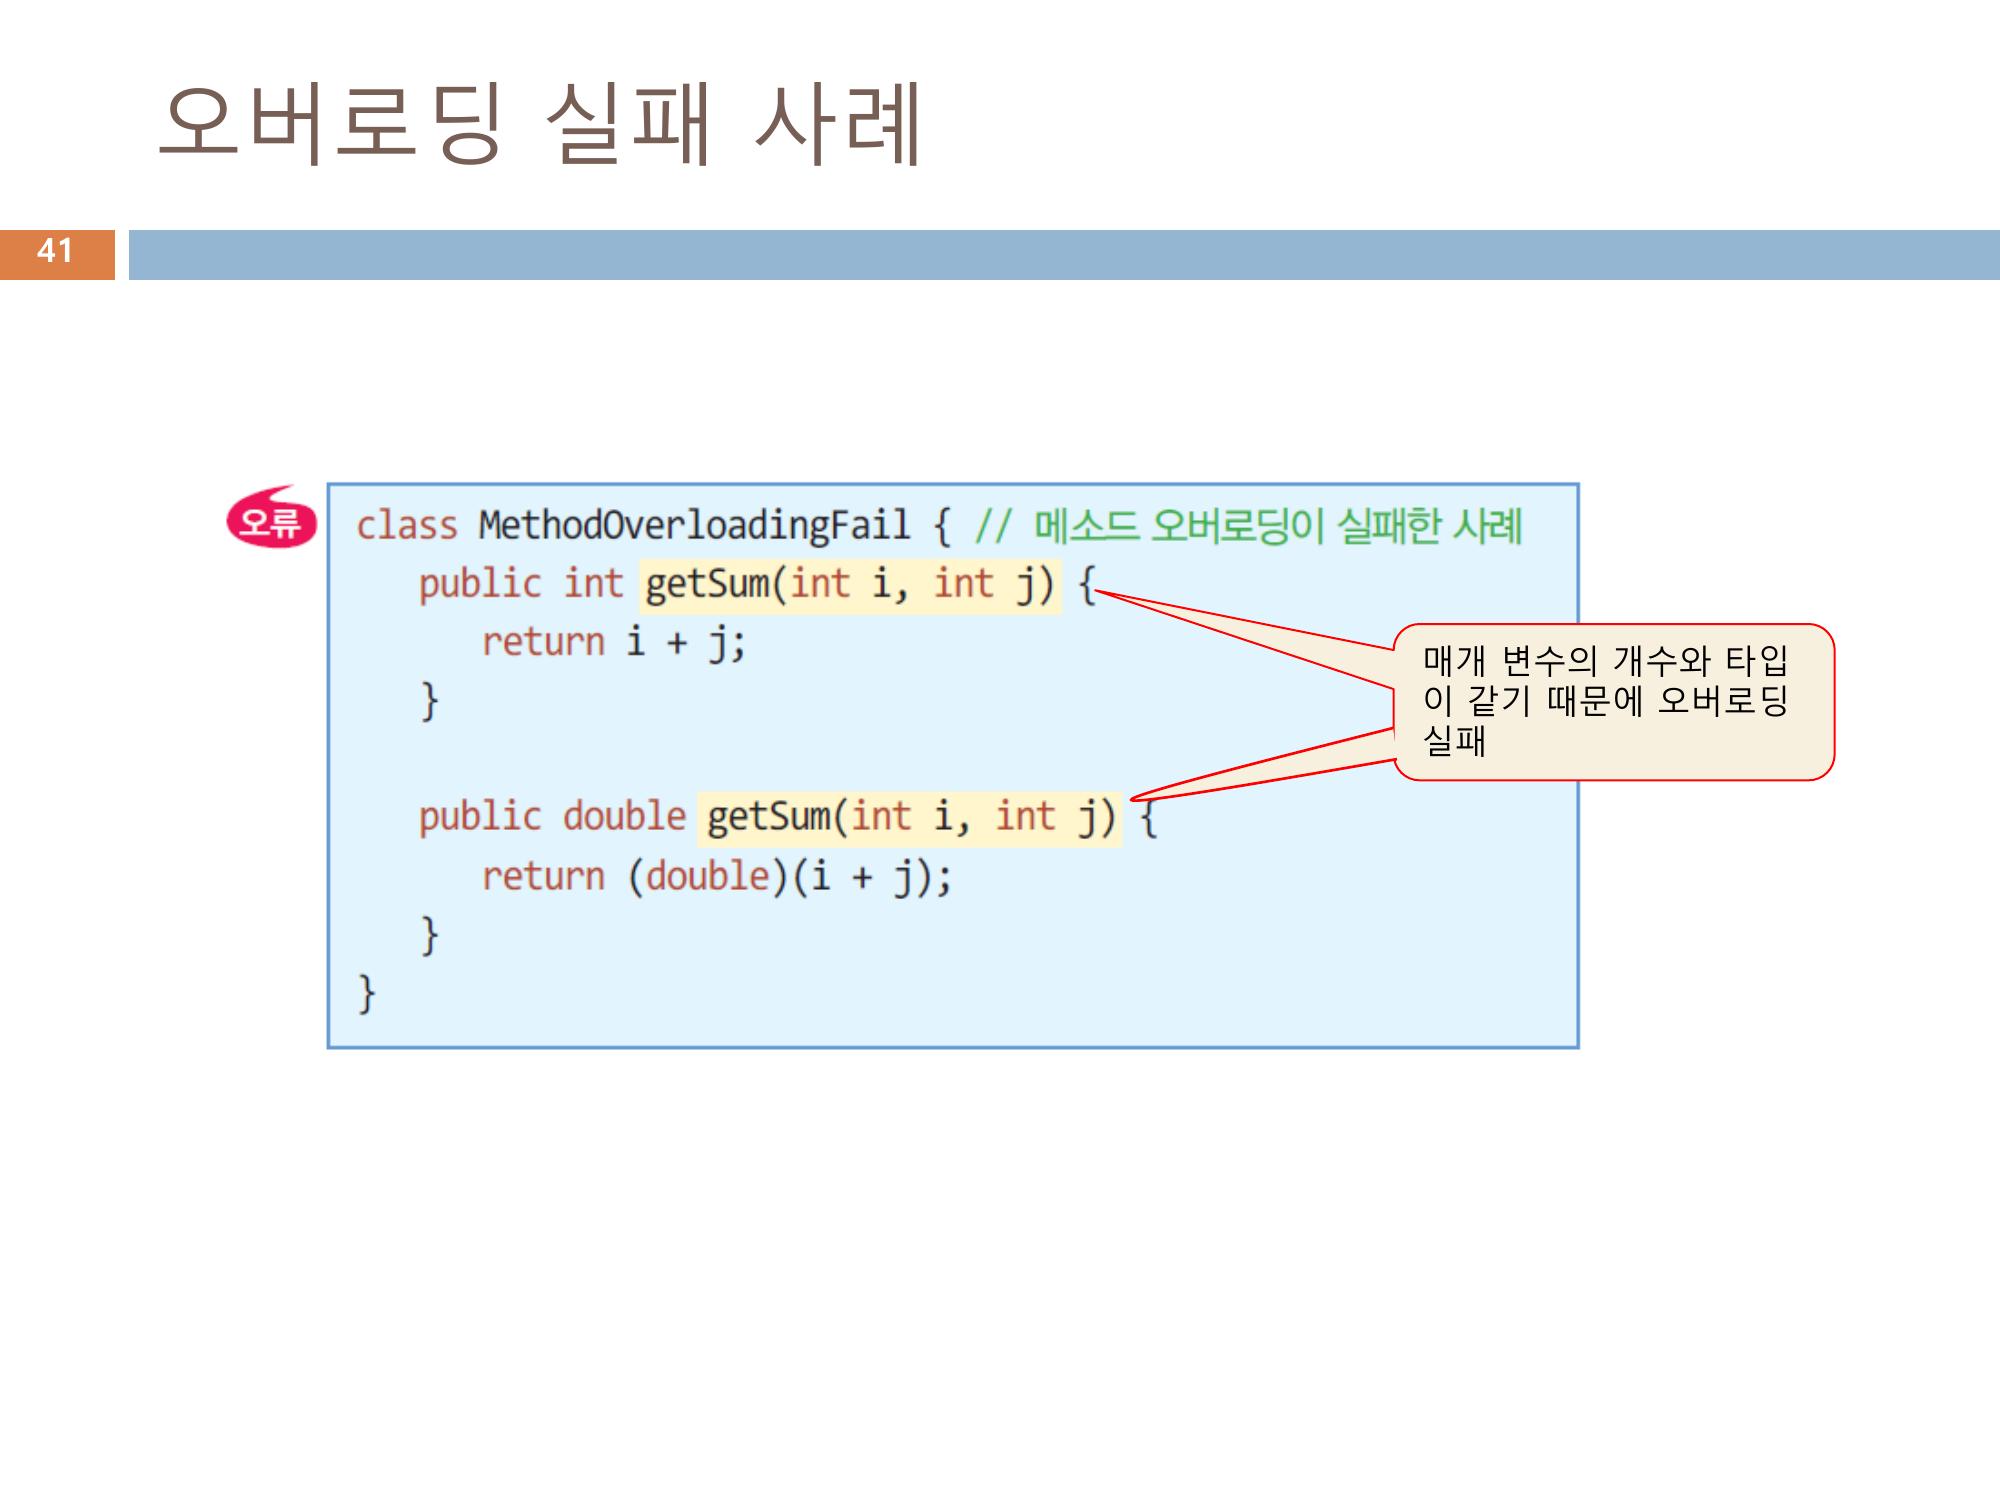 오버로딩 실패 사례
41
오류
class MethodOverloadingFail { // 메소드 오버로딩이 실패한 사례
public int getSum(int i, int j) {
return i + j;
}
public double getSum(int i, int j) {
return (double)(i + j);
}
}
매개 변수의 개수와 타입
이 같기 때문에 오버로딩
실패